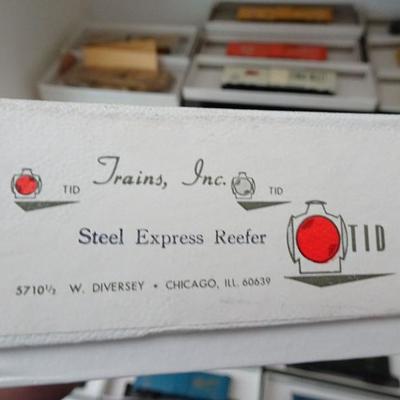 Trains, Inc.
TID
TID
Steel Express Reefer
TID
5710½ W. DIVERSEY • CHICAGO, ILL. 60639